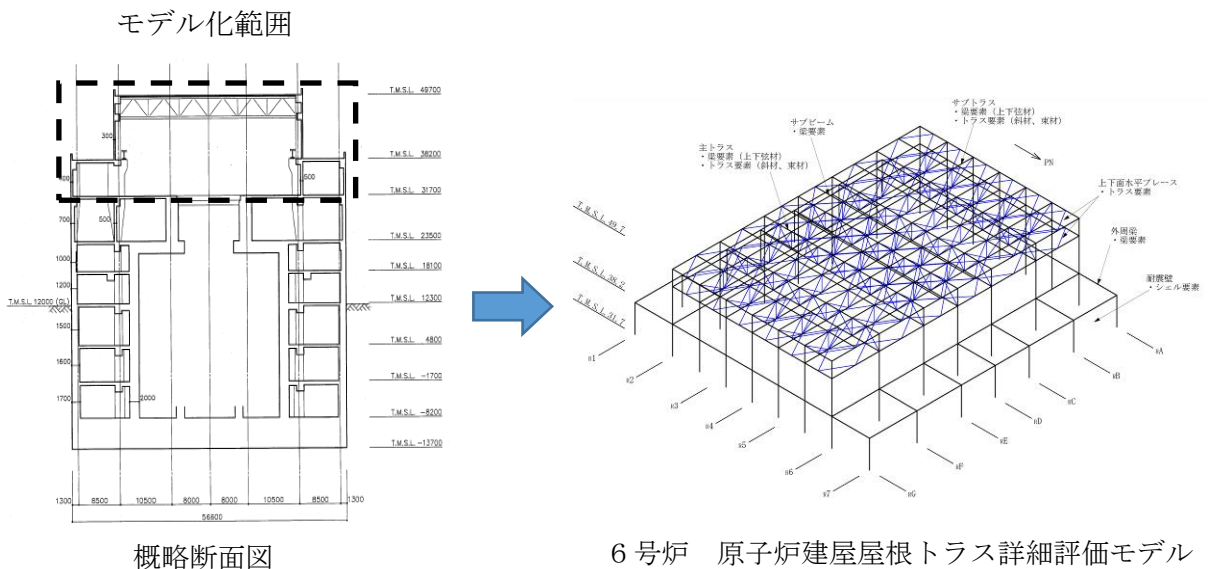 モデル化範囲
T.M.S.L. 49700
300
T.M.S.L. 38200
500
T.M.S.L. 31700
700
500
T.M.S.L. 23500
1000
T.M.S.L. 18100
1200
T.M.S.L. 12000 (GL)
T.M.S.L. 12300
1500
T.M.S.L. 4800
1600
T.M.S.L. -1700
1700
2000
T.M.S.L. -8200
T.M.S.L. -13700
1300 8500 10500 8000 8000 10500 8500 1300
56600
概略断面図
サブトラス
・梁要素（上下弦材）
・トラス要素（斜材、束材）
サブビーム
・梁要素
主トラス
・梁要素（上下弦材）
・トラス要素（斜材、束材）
PN
上下面水平ブレース
・トラス要素
外周梁
・梁要素
耐震壁
・シェル要素
T.M.S.L.49.7
T.M.S.L.38.2
T.M.S.L.31.7
R1
R2
R3
R4
R5
R6
R7
RA
RB
RC
RD
RE
RF
RG
6号炉　原子炉建屋屋根トラス詳細評価モデル